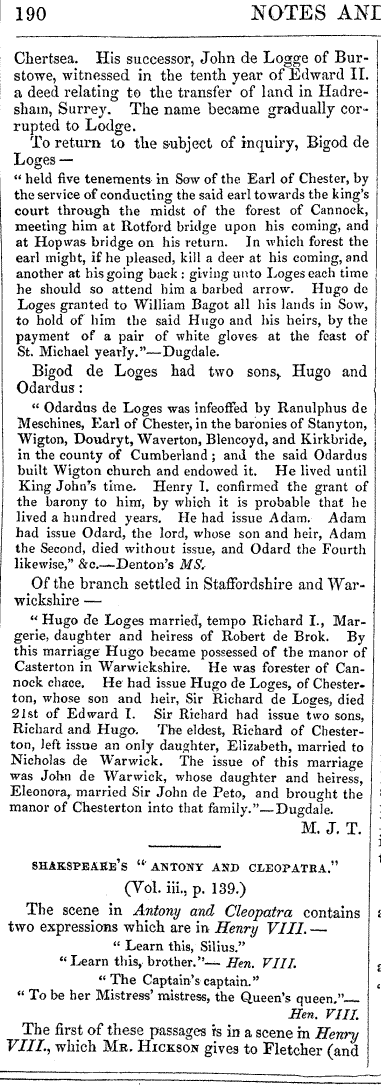 190 NOTES AND
Chertsea. His successor, John de Logge of Bur-
stowe, witnessed in the tenth year of Edward II.
a deed relating to the transfer of land in Hadre-
sham, Surrey. The name became gradually cor-
rupted to Lodge.
To return to the subject of inquiry, Bigod de
Loges —
"held five tenements in Sow of the Earl of Chester, by
the service of conducting the said earl towards the king's
court through the midst of the forest of Cannock,
meeting him at Rotford bridge upon his coming, and
at Hopwas bridge on his return. In which forest the
earl might, if he pleased, kill a deer at his coming, and
another at his going back: giving unto Loges each time
he should so attend him a barbed arrow. Hugo de
Loges granted to William Bagot all his lands in Sow,
to hold of him the said Hugo and his heirs, by the
payment of a pair of white gloves at the feast of
St. Michael yearly."—Dugdale.
Bigod de Loges had two sons, Hugo and
Odardus:
"Odardus de Loges was infeoffed by Ranulphus de
Meschines, Earl of Chester, in the baronies of Stanyton,
Wigton, Doudryt, Waverton, Blencoyd, and Kirkbride,
in the county of Cumberland; and the said Odardus
built Wigton church and endowed it. He lived until
King John's time. Henry I. confirmed the grant of
the barony to him, by which it is probable that he
lived a hundred years. He had issue Adam. Adam
had issue Odard, the lord, whose son and heir, Adam
the Second, died without issue, and Odard the Fourth
likewise," &c.—Denton's MS.
Of the branch settled in Staffordshire and War-
wickshire —
"Hugo de Loges married, tempo Richard I., Mar-
gerie, daughter and heiress of Robert de Brok. By
this marriage Hugo became possessed of the manor of
Casterton in Warwickshire. He was forester of Can-
nock chace. He had issue Hugo de Loges, of Chester-
ton, whose son and heir, Sir Richard de Loges, died
21st of Edward I. Sir Richard had issue two sons,
Richard and Hugo. The eldest, Richard of Chester-
ton, left issue an only daughter, Elizabeth, married to
Nicholas de Warwick. The issue of this marriage
was John de Warwick, whose daughter and heiress,
Eleonora, married Sir John de Peto, and brought the
manor of Chesterton into that family."—Dugdale.
M. J. T.
SHAKSPEARE'S "ANTONY AND CLEOPATRA."
(Vol. iii., p. 139.)
The scene in Antony and Cleopatra contains
two expressions which are in Henry VIII.—
"Learn this, Silius."
"Learn this, brother."— Hen. VIII.
"The Captain's captain."
"To be her Mistress' mistress, the Queen's queen."—
Hen. VIII.
The first of these passages is in a scene in Henry
VIII., which MR. HICKSON gives to Fletcher (and